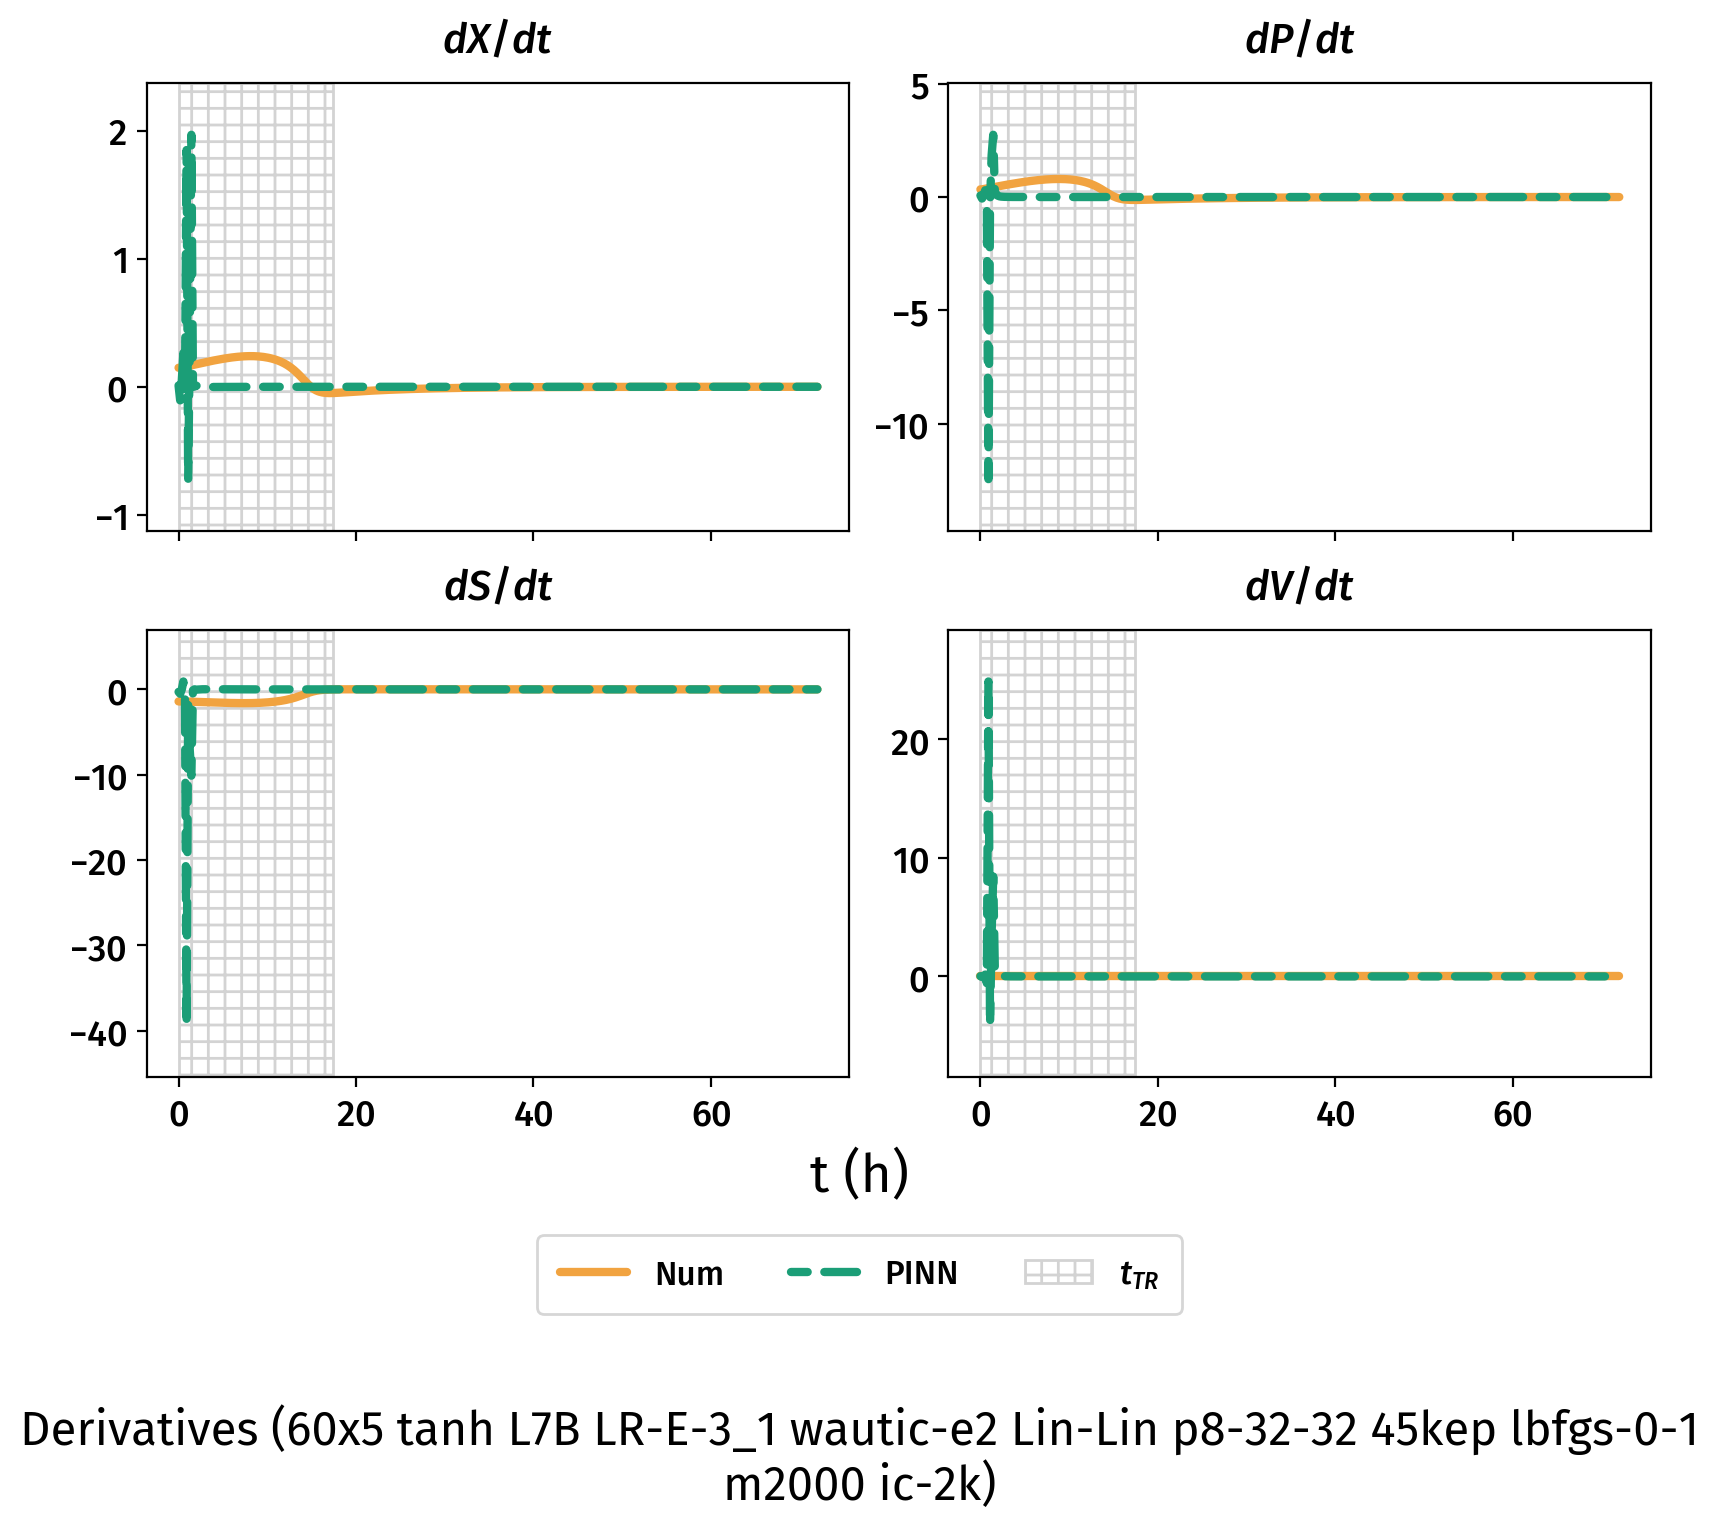 dX/dt
dP/dt
2
1
0
−1
5
0
−5
−10
dS/dt
dV/dt
0
−10
−20
−30
−40
20
10
0
0 20 40 60
0 20 40 60
t (h)
Num PINN tTR
Derivatives (60x5 tanh L7B LR-E-3_1 wautic-e2 Lin-Lin p8-32-32 45kep lbfgs-0-1
m2000 ic-2k)